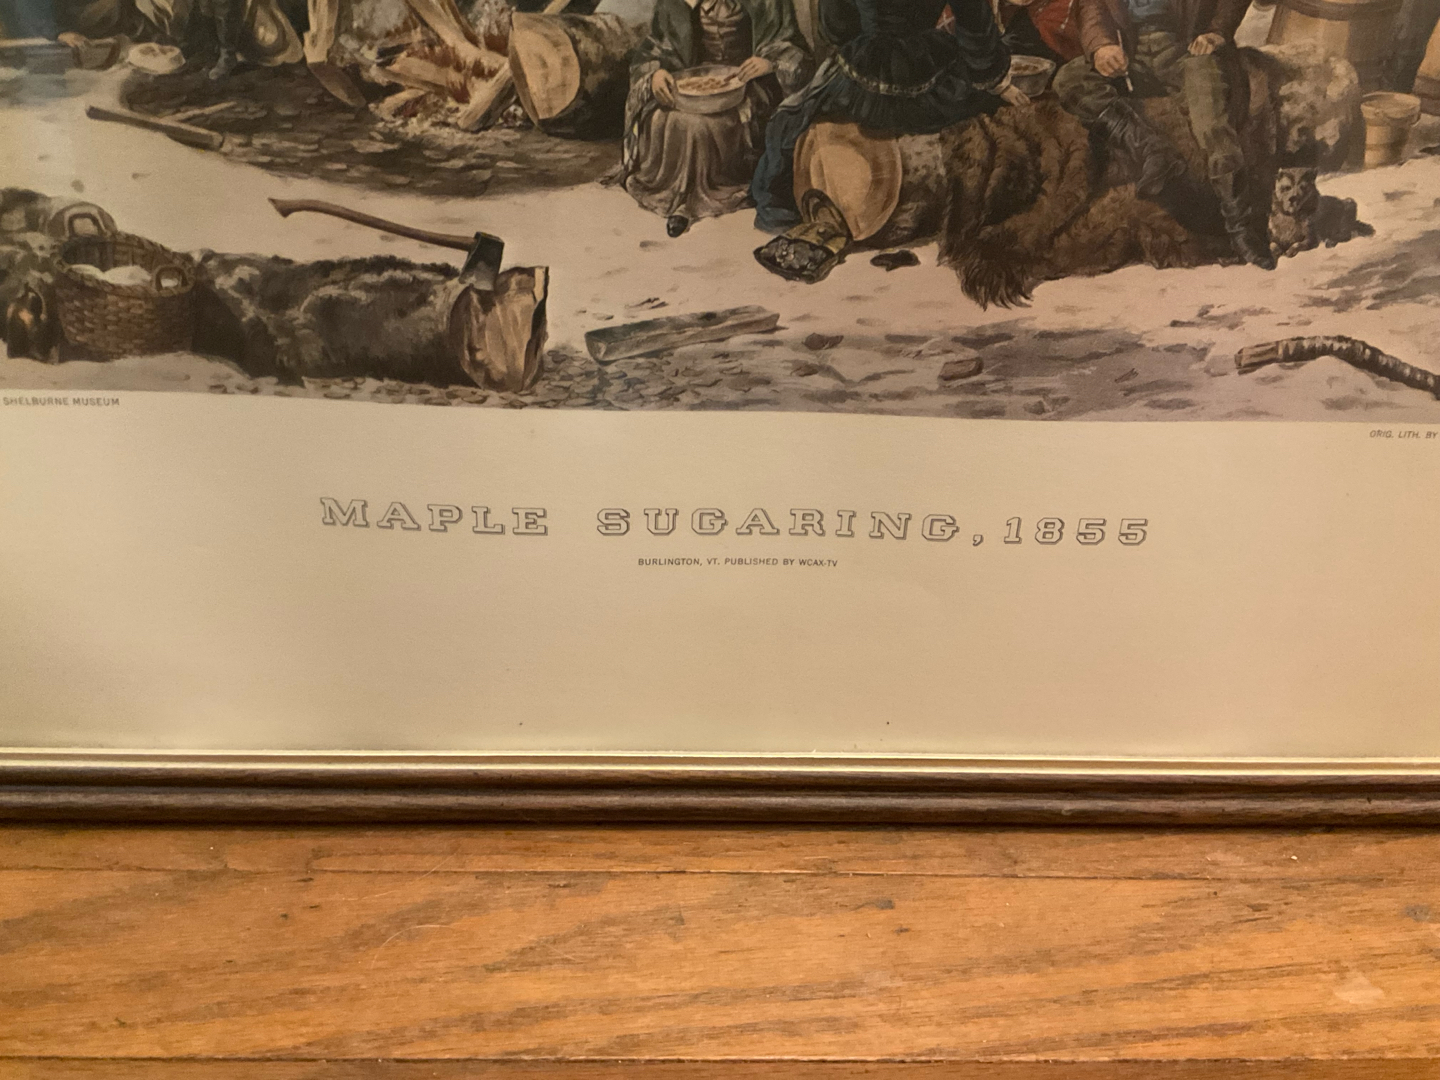 SHELBURNE MUSEUM
ORIG. LITH. BY
MAPLE SUGARING, 1855
BURLINGTON, VT. PUBLISHED BY WCAX-TV